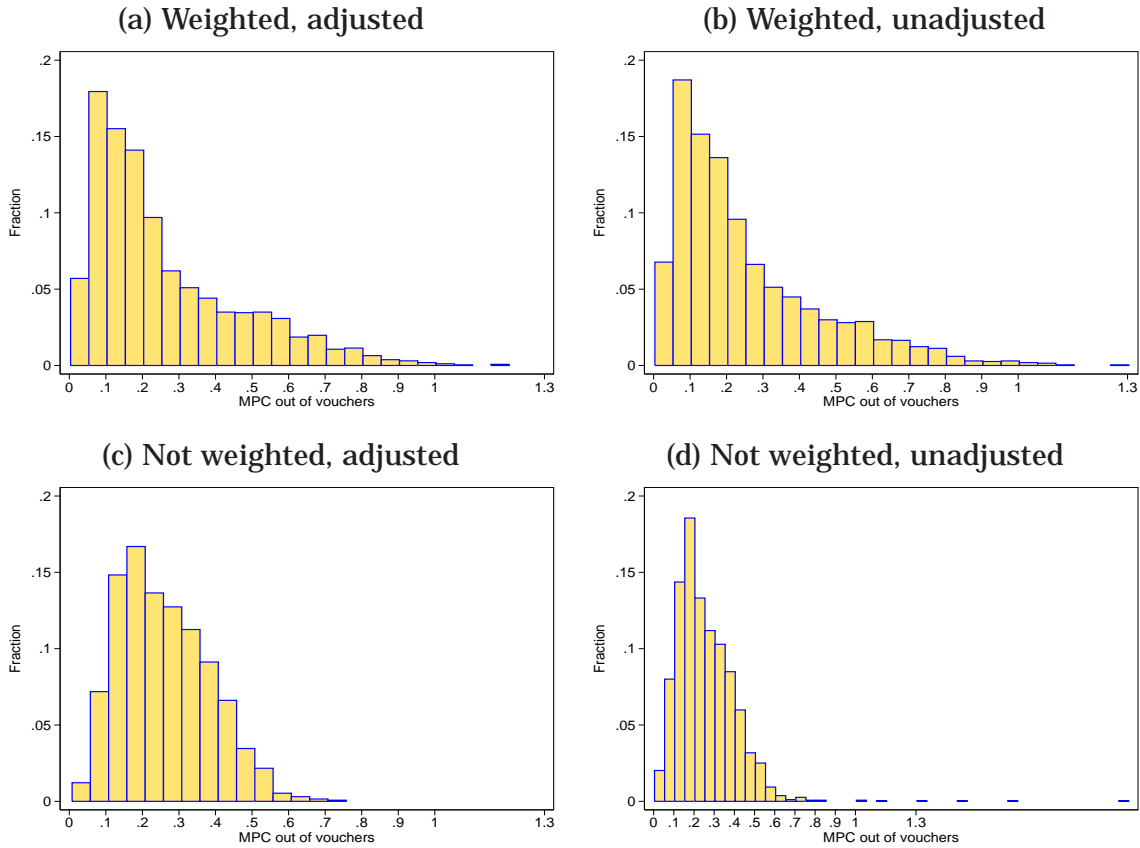 (a) Weighted, adjusted
Fraction
.2
.15
.1
.05
0
0 .1 .2 .3 .4 .5 .6 .7 .8 .9 1 1.3
MPC out of vouchers
(b) Weighted, unadjusted
Fraction
.2
.15
.1
.05
0
0 .1 .2 .3 .4 .5 .6 .7 .8 .9 1 1.3
MPC out of vouchers
(c) Not weighted, adjusted
Fraction
.2
.15
.1
.05
0
0 .1 .2 .3 .4 .5 .6 .7 .8 .9 1 1.3
MPC out of vouchers
(d) Not weighted, unadjusted
Fraction
.2
.15
.1
.05
0
0 .1 .2 .3 .4 .5 .6 .7 .8 .9 1 1.3
MPC out of vouchers